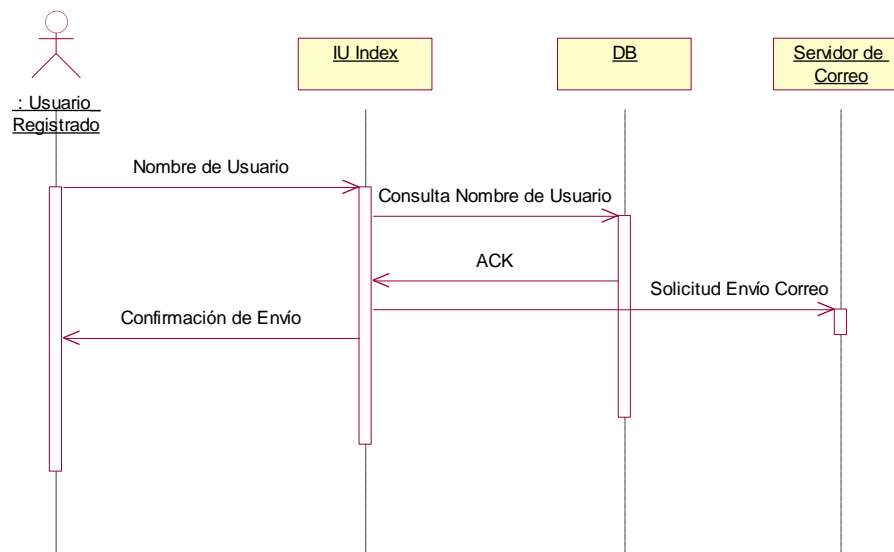 IU Index
DB
Servidor de
Correo
: Usuario_
Registrado
Nombre de Usuario
Consulta Nombre de Usuario
ACK
Solicitud Envío Correo
Confirmación de Envío